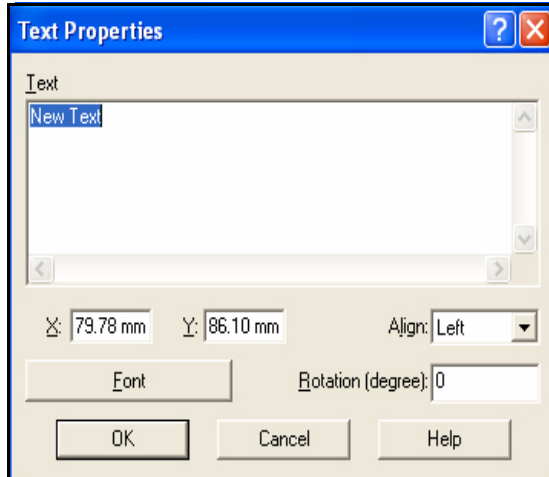 Text Properties
Text
New Text
X: 79.78 mm Y: 86.10 mm Align: Left
Font Rotation (degree): 0
OK Cancel Help